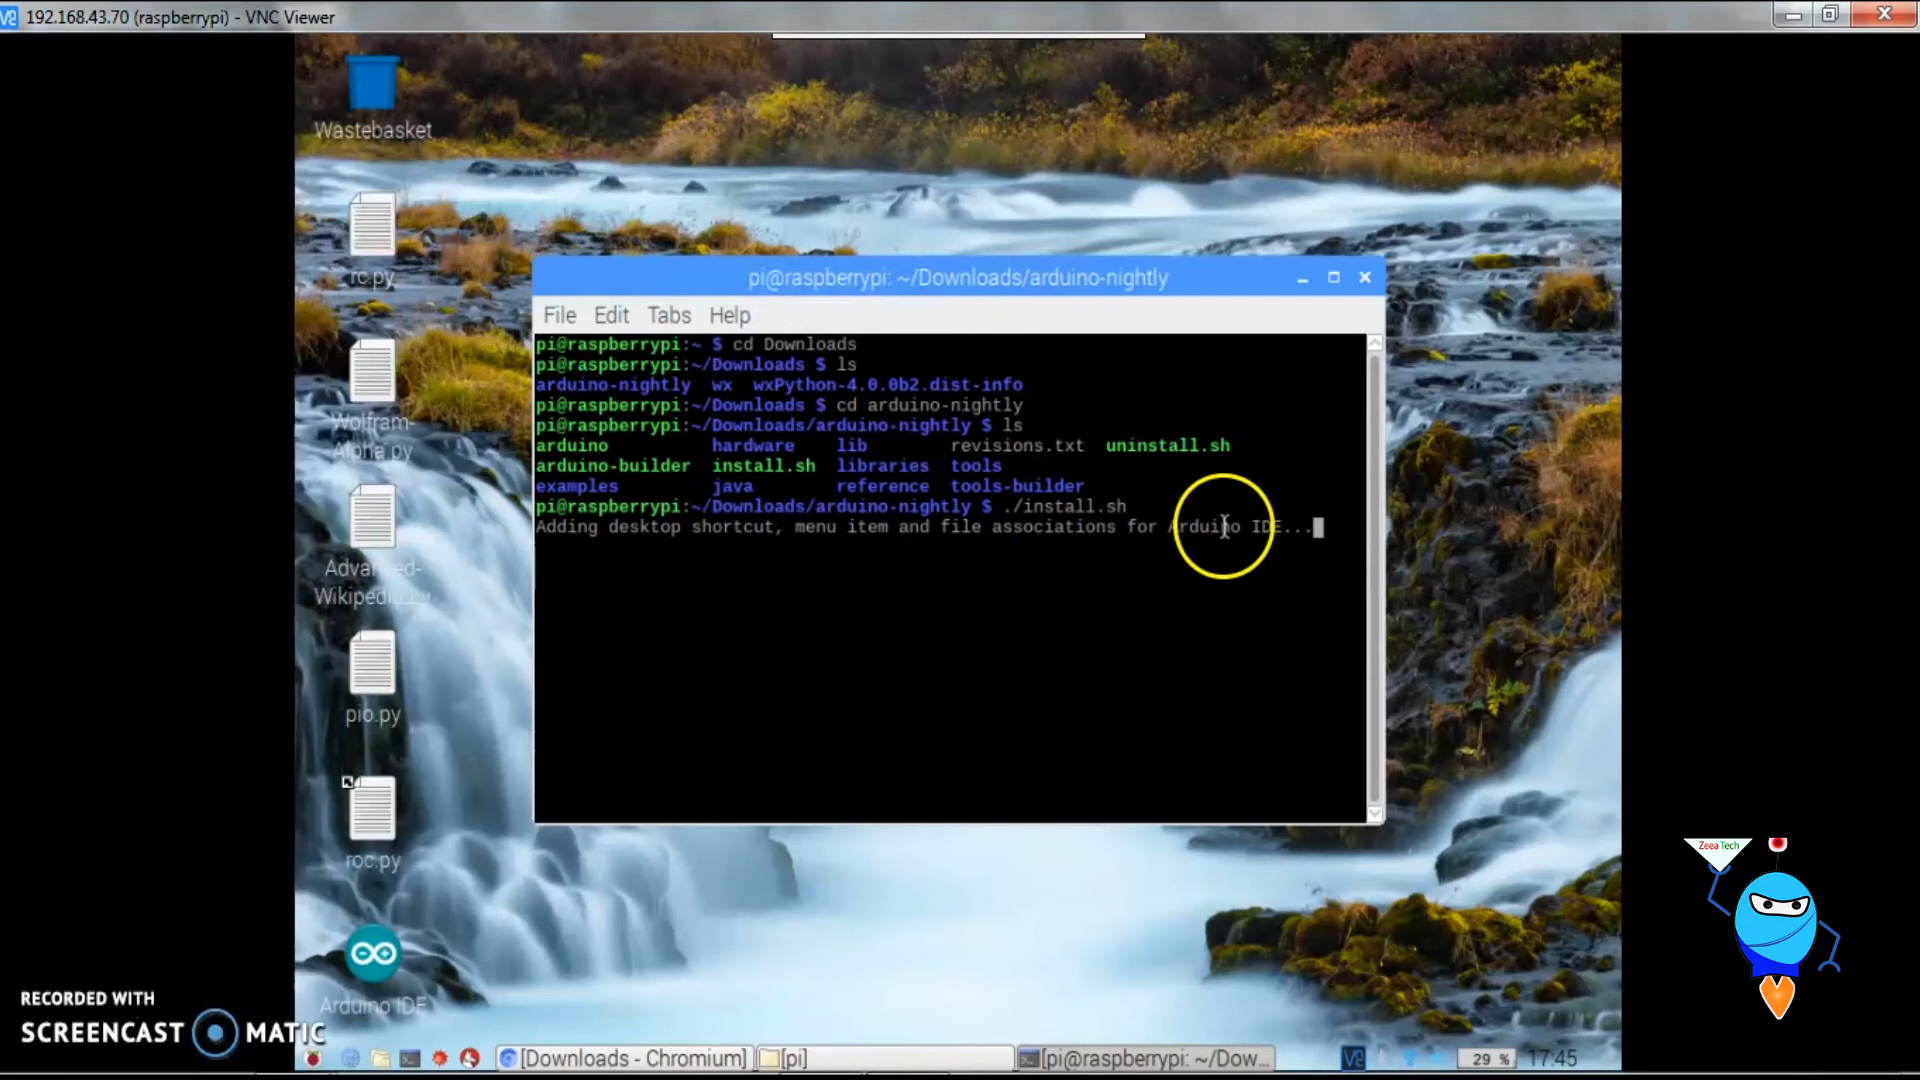 192.168.43.70 (raspberrypi) - VNC Viewer
Wastebasket
rc.py
Wolfram-
Alpha.py
Advanced-
pio.py
roc.py
Arduino IDE
pi@raspberrypi: ~/Downloads/arduino-nightly
File Edit Tabs Help
pi@raspberrypi:~ $ cd Downloads
pi@raspberrypi:~/Downloads $ ls
arduino-nightly wx wxPython-4.0.0b2.dist-info
pi@raspberrypi:~/Downloads $ cd arduino-nightly
pi@raspberrypi:~/Downloads/arduino-nightly $ ls
arduino hardware lib revisions.txt uninstall.sh
arduino-builder install.sh libraries tools
examples java reference tools-builder
pi@raspberrypi:~/Downloads/arduino-nightly $ ./install.sh
Adding desktop shortcut, menu item and file associations for Arduino IDE...
Zeea Tech
RECORDED WITH
SCREENCAST MATIC
[Downloads - Chromium] [pi] [pi@raspberrypi: ~/Dow... 29 % 17:45